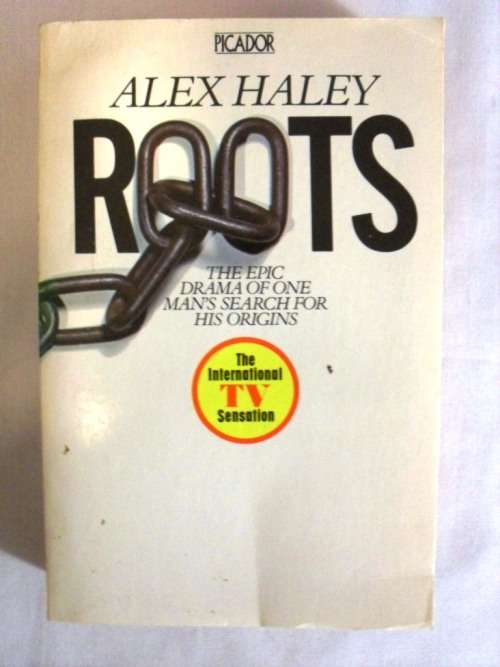 PICADOR
ALEX HALEY
ROOTS
THE EPIC
DRAMA OF ONE
MAN'S SEARCH FOR
HIS ORIGINS
The
International
TV
Sensation